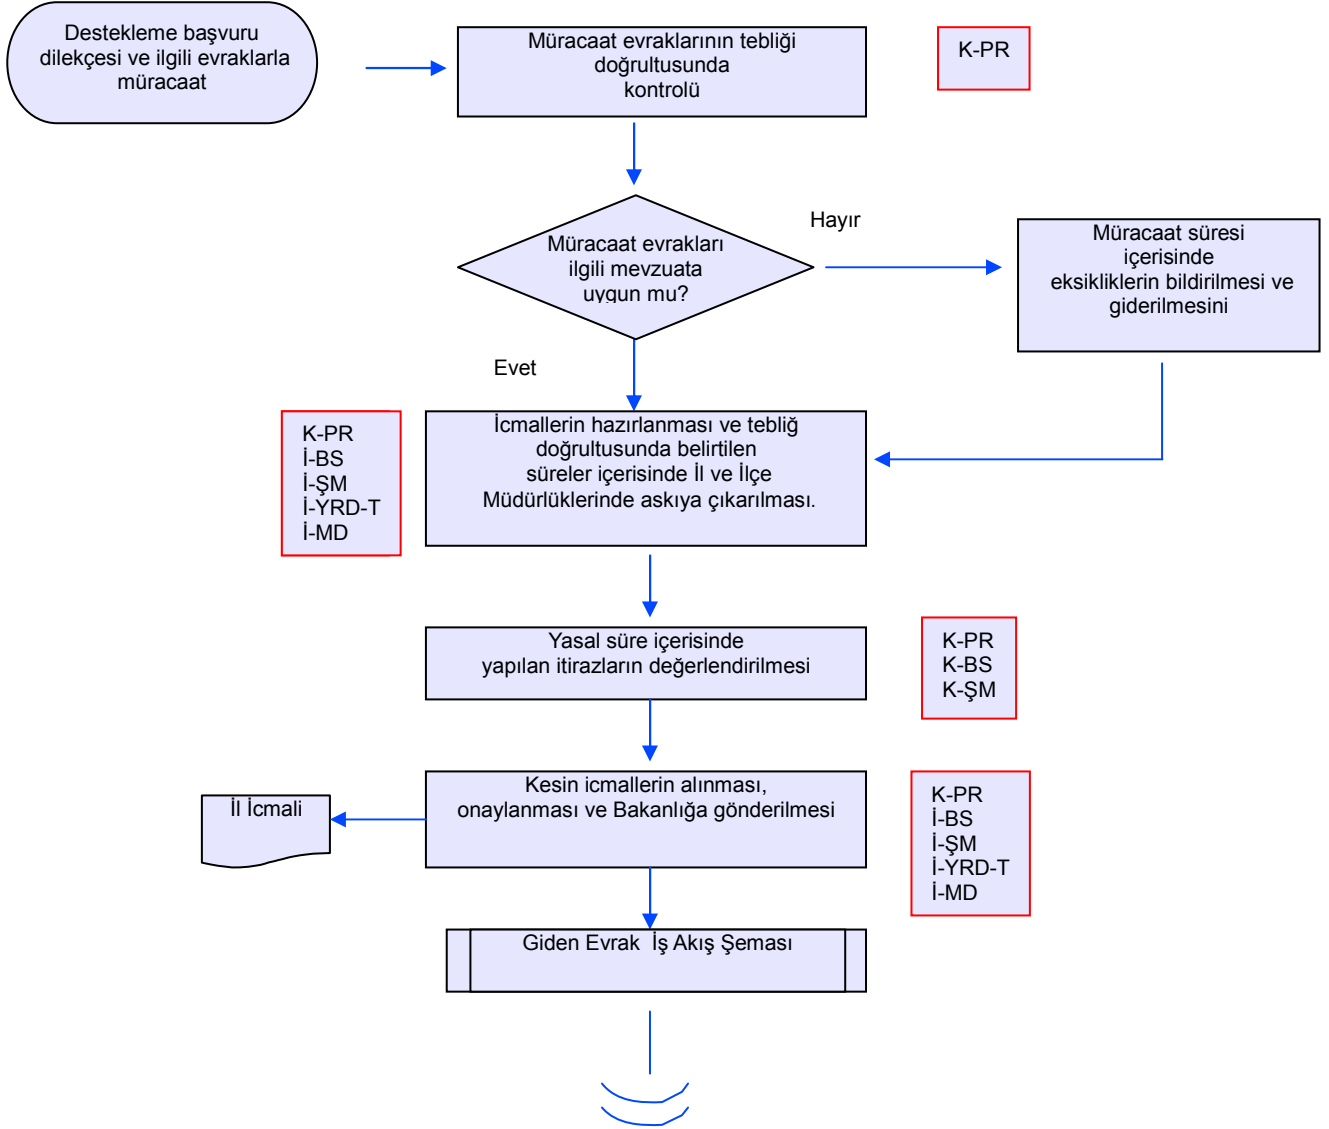 Destekleme başvuru
dilekçesi ve ilgili evraklarla
müracaat
Müracaat evraklarının tebliği
doğrultusunda
kontrolü
K-PR
Müracaat evrakları
ilgili mevzuata
uygun mu?
Hayır
Müracaat süresi
içerisinde
eksikliklerin bildirilmesi ve
giderilmesini
Evet
K-PR
İ-BS
İ-ŞM
İ-YRD-T
İ-MD
İcmallerin hazırlanması ve tebliğ
doğrultusunda belirtilen
süreler içerisinde İl ve İlçe
Müdürlüklerinde askıya çıkarılması.
Yasal süre içerisinde
yapılan itirazların değerlendirilmesi
K-PR
K-BS
K-ŞM
İl İcmali
Kesin icmallerin alınması,
onaylanması ve Bakanlığa gönderilmesi
K-PR
İ-BS
İ-ŞM
İ-YRD-T
İ-MD
Giden Evrak  İş Akış Şeması